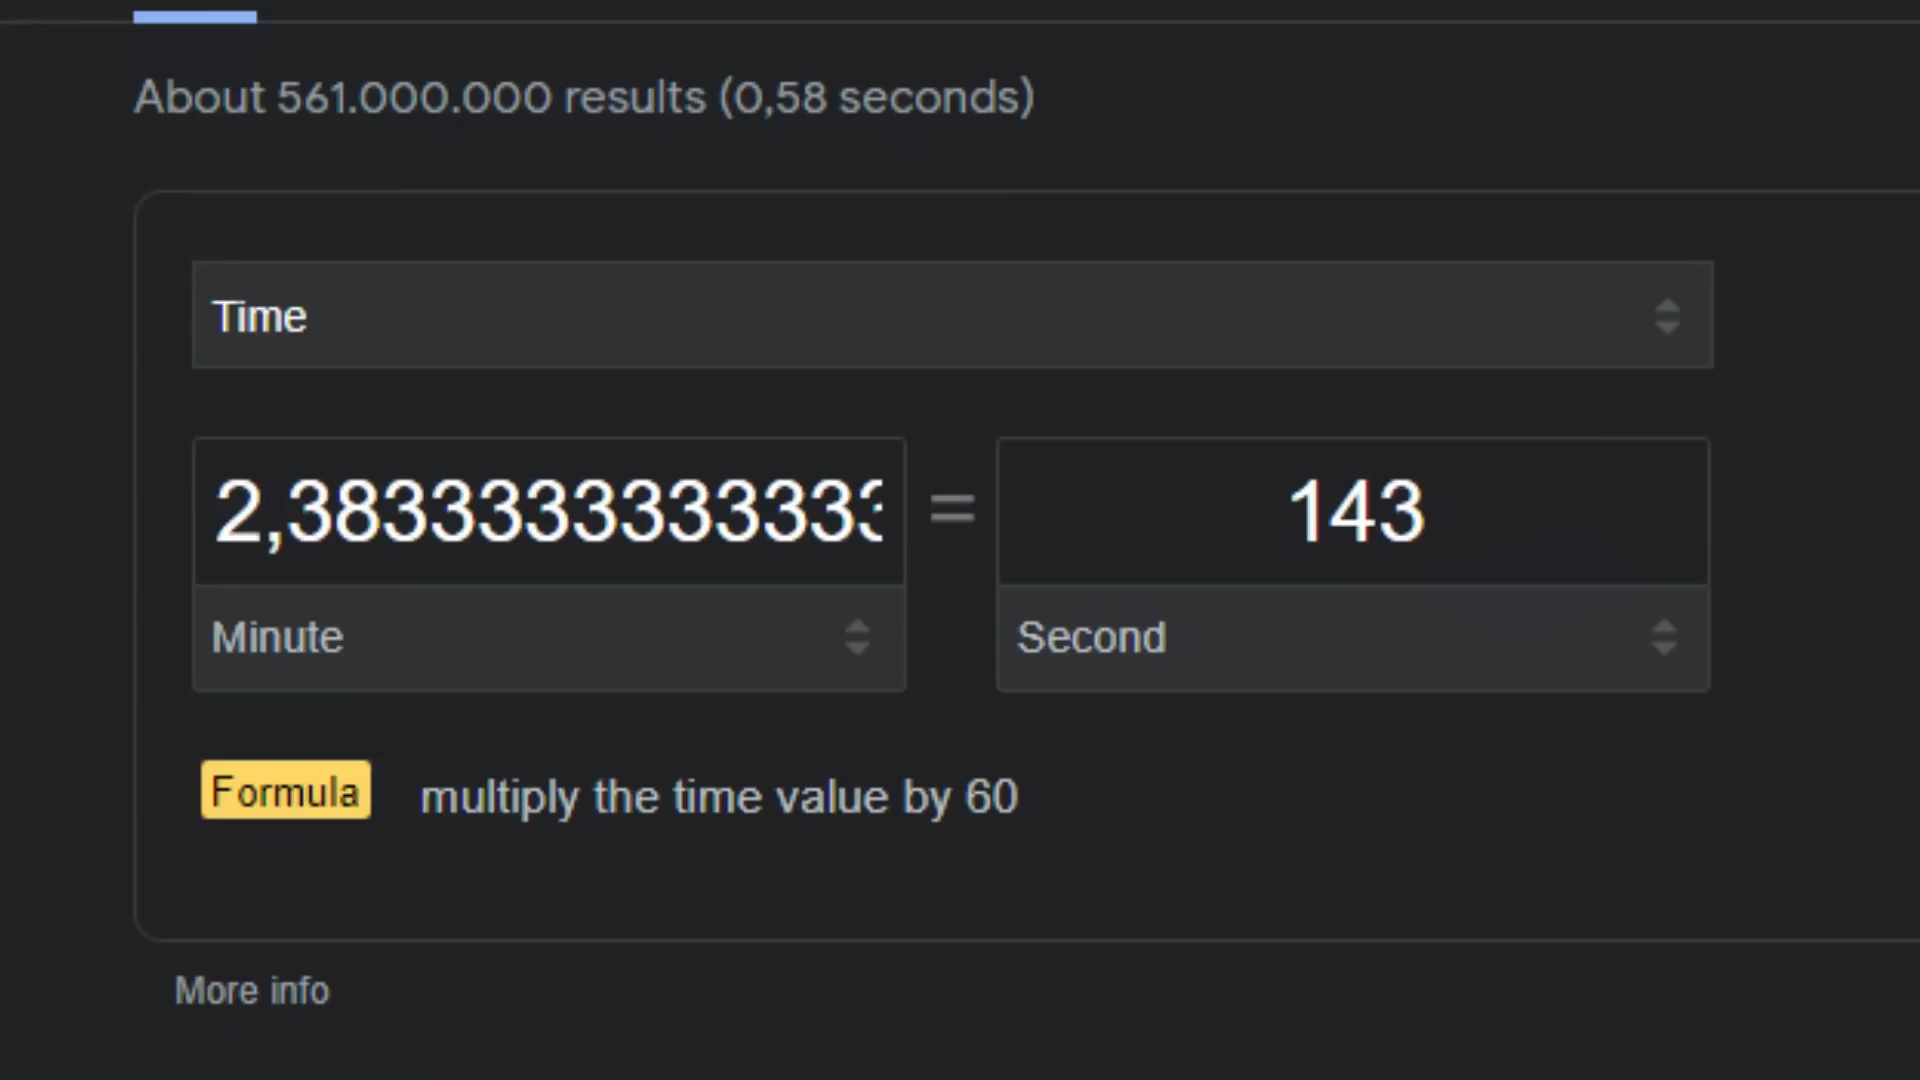 About 561.000.000 results (0,58 seconds)
Time
2,3833333333333 = 143
Minute Second
Formula multiply the time value by 60
More info